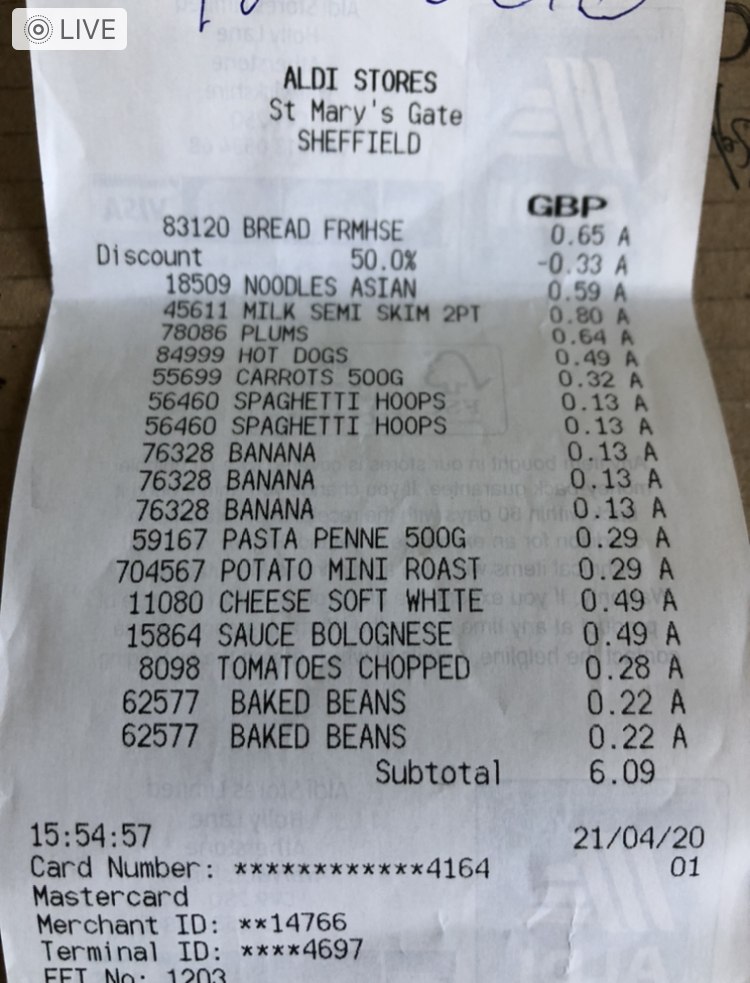 LIVE
ALDI STORES
St Mary's Gate
SHEFFIELD
GBP
83120 BREAD FRMHSE 0.65 A
Discount 50.0% -0.33 A
18509 NOODLES ASIAN 0.59 A
45611 MILK SEMI SKIM 2PT 0.80 A
78086 PLUMS 0.64 A
84999 HOT DOGS 0.49 A
55699 CARROTS 500G 0.32 A
56460 SPAGHETTI HOOPS 0.13 A
56460 SPAGHETTI HOOPS 0.13 A
76328 BANANA 0.13 A
76328 BANANA 0.13 A
76328 BANANA 0.13 A
59167 PASTA PENNE 500G 0.29 A
704567 POTATO MINI ROAST 0.29 A
11080 CHEESE SOFT WHITE 0.49 A
15864 SAUCE BOLOGNESE 0.49 A
8098 TOMATOES CHOPPED 0.28 A
62577 BAKED BEANS 0.22 A
62577 BAKED BEANS 0.22 A
Subtotal 6.09
15:54:57 21/04/20
Card Number: ************4164 01
Mastercard
Merchant ID: **14766
Terminal ID: ****4697
EFT No: 1203